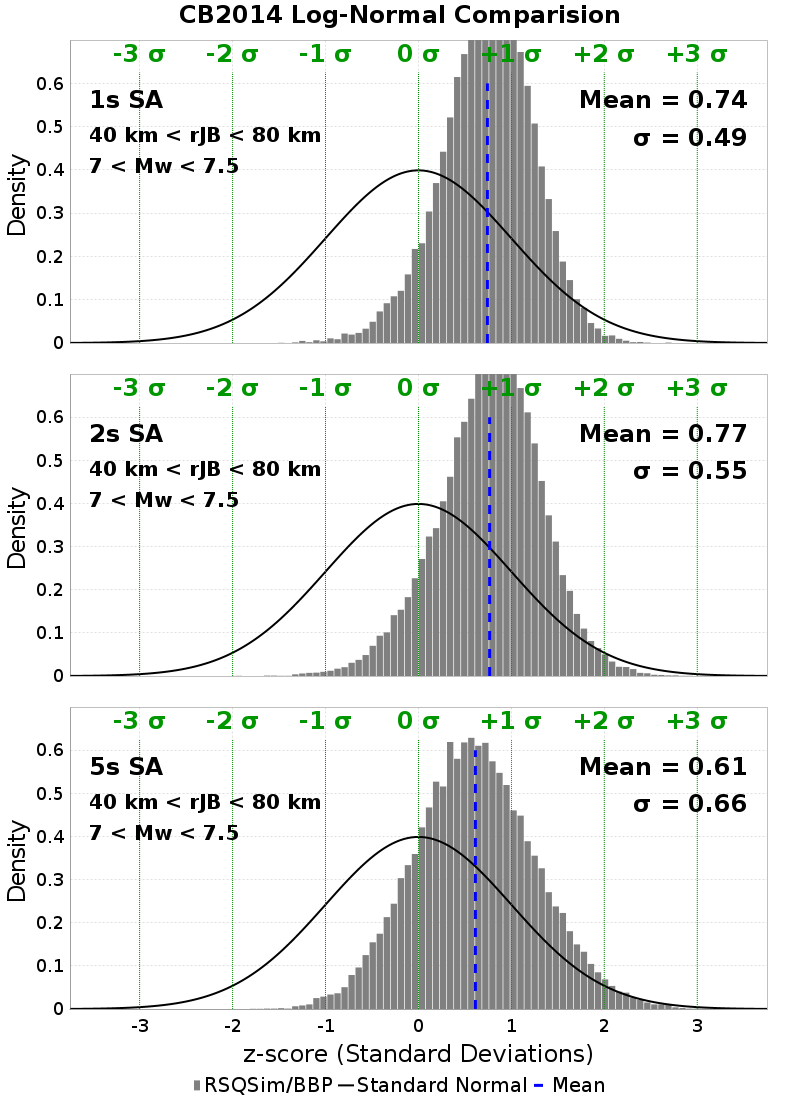 CB2014 Log-Normal Comparision
-3 σ -2 σ -1 σ 0 σ +1 σ +2 σ +3 σ
1s SA
Mean = 0.74
40 km < rJB < 80 km
σ = 0.49
7 < Mw < 7.5
Density
0.6
0.5
0.4
0.3
0.2
0.1
0
-3 σ -2 σ -1 σ 0 σ +1 σ +2 σ +3 σ
2s SA
Mean = 0.77
40 km < rJB < 80 km
σ = 0.55
7 < Mw < 7.5
Density
0.6
0.5
0.4
0.3
0.2
0.1
0
-3 σ -2 σ -1 σ 0 σ +1 σ +2 σ +3 σ
5s SA
Mean = 0.61
40 km < rJB < 80 km
σ = 0.66
7 < Mw < 7.5
Density
0.6
0.5
0.4
0.3
0.2
0.1
0
-3 -2 -1 0 1 2 3
z-score (Standard Deviations)
RSQSim/BBP Standard Normal Mean